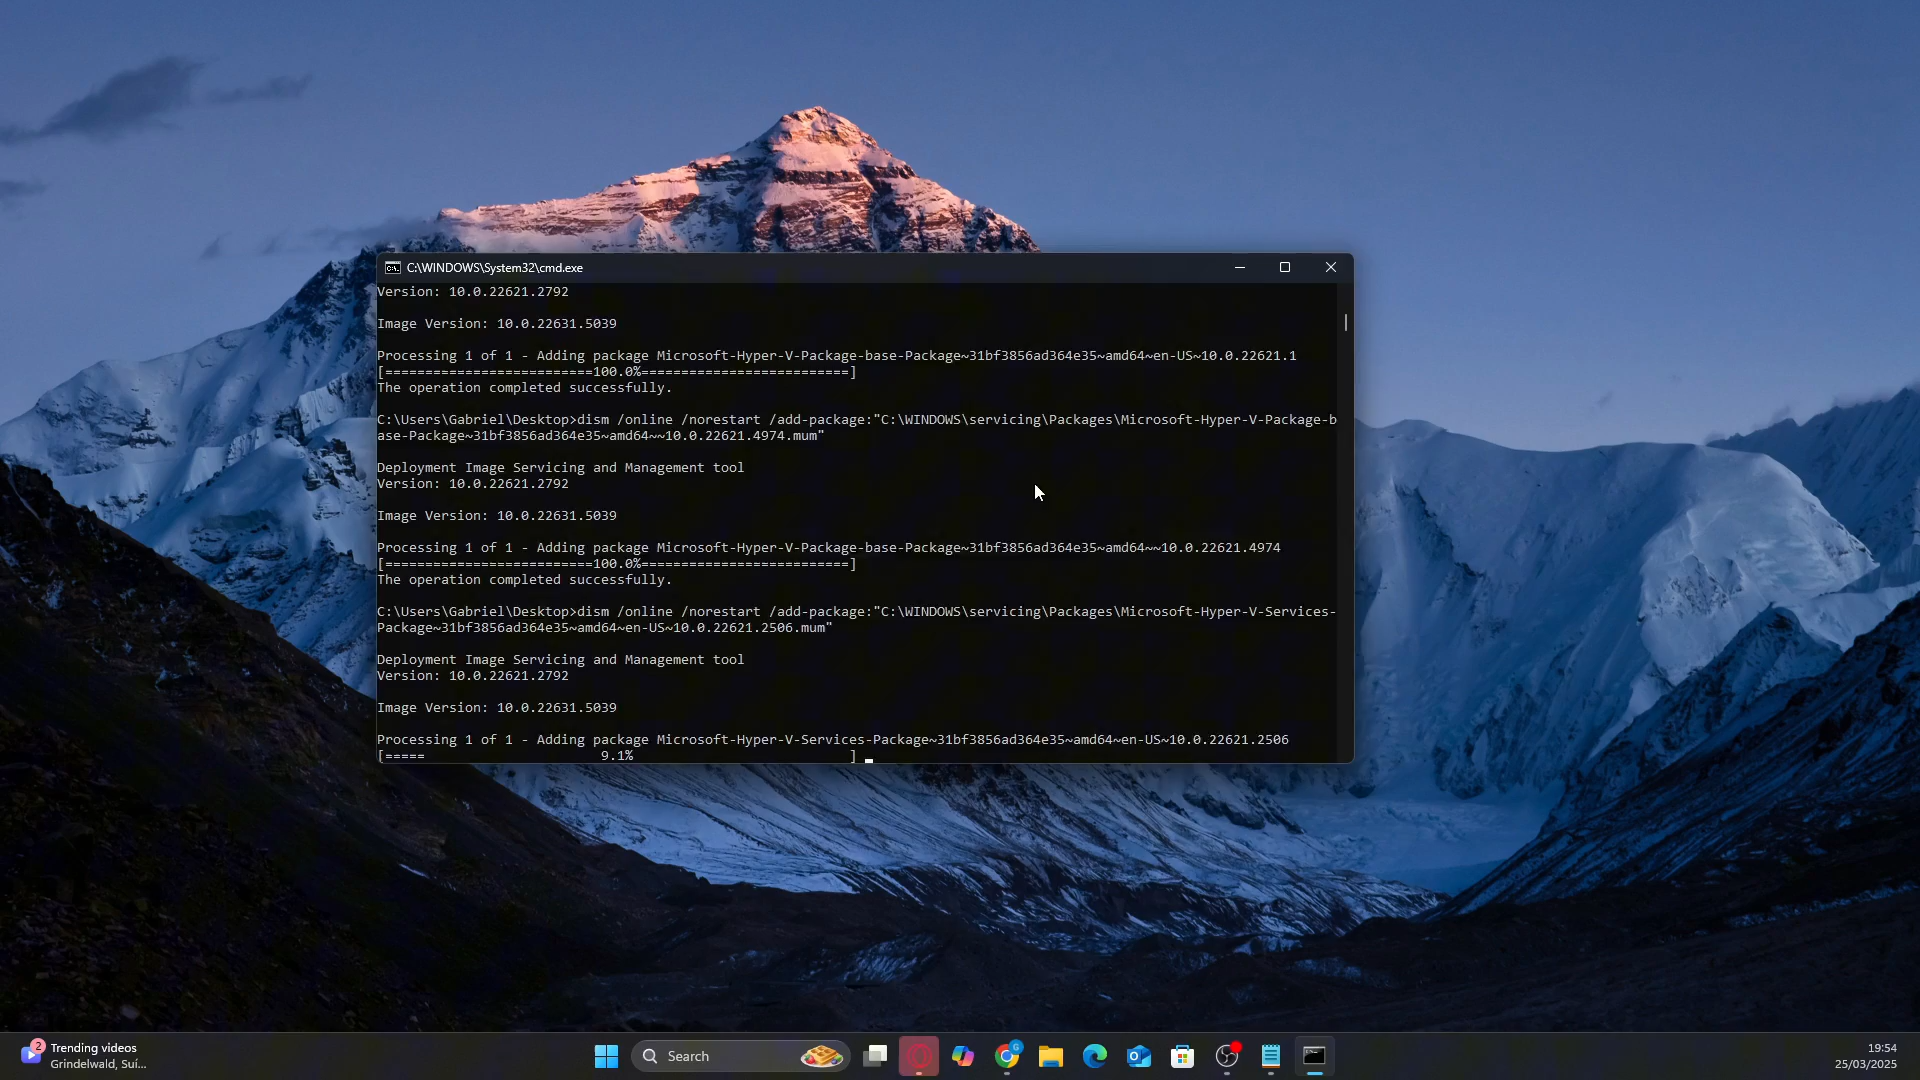 C:\WINDOWS\System32\cmd.exe
Version: 10.0.22621.2792
Image Version: 10.0.22631.5039
Processing 1 of 1 - Adding package Microsoft-Hyper-V-Package-base-Package~31bf3856ad364e35~amd64~en-US~10.0.22621.1
[==========================100.0%==========================]
The operation completed successfully.
C:\Users\Gabriel\Desktop>dism /online /norestart /add-package:"C:\WINDOWS\servicing\Packages\Microsoft-Hyper-V-Package-b
ase-Package~31bf3856ad364e35~amd64~~10.0.22621.4974.mum"
Deployment Image Servicing and Management tool
Version: 10.0.22621.2792
Image Version: 10.0.22631.5039
Processing 1 of 1 - Adding package Microsoft-Hyper-V-Package-base-Package~31bf3856ad364e35~amd64~~10.0.22621.4974
[==========================100.0%==========================]
The operation completed successfully.
C:\Users\Gabriel\Desktop>dism /online /norestart /add-package:"C:\WINDOWS\servicing\Packages\Microsoft-Hyper-V-Services-
Package~31bf3856ad364e35~amd64~en-US~10.0.22621.2506.mum"
Deployment Image Servicing and Management tool
Version: 10.0.22621.2792
Image Version: 10.0.22631.5039
Processing 1 of 1 - Adding package Microsoft-Hyper-V-Services-Package~31bf3856ad364e35~amd64~en-US~10.0.22621.2506
[=====                      9.1%                           ]
2
Trending videos
Grindelwald, Suí...
Search
G
19:54
25/03/2025